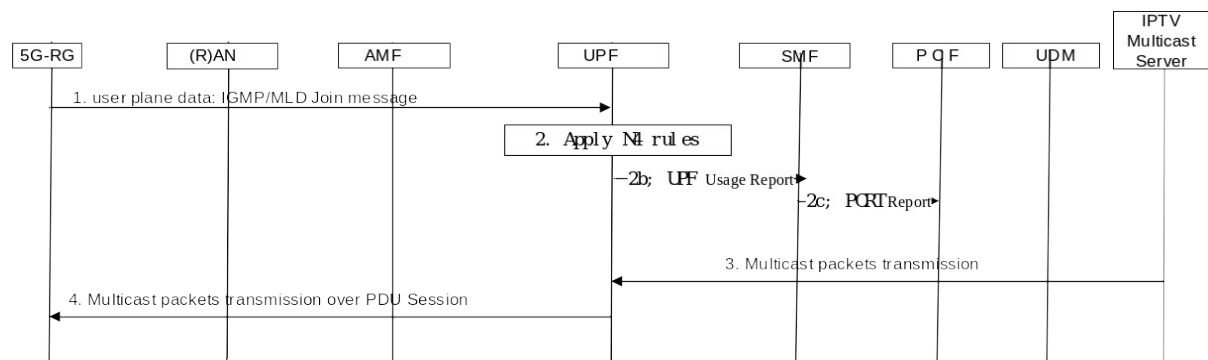 IPTV
Multicast
Server
5G-RG
(R)AN
AMF
UPF
SMF
PCF
UDM
1. user plane data: IGMP/MLD Join message
2. Apply N4 rules
2b; UPF Usage Report
2c; PCRT Report
3. Multicast packets transmission
4. Multicast packets transmission over PDU Session